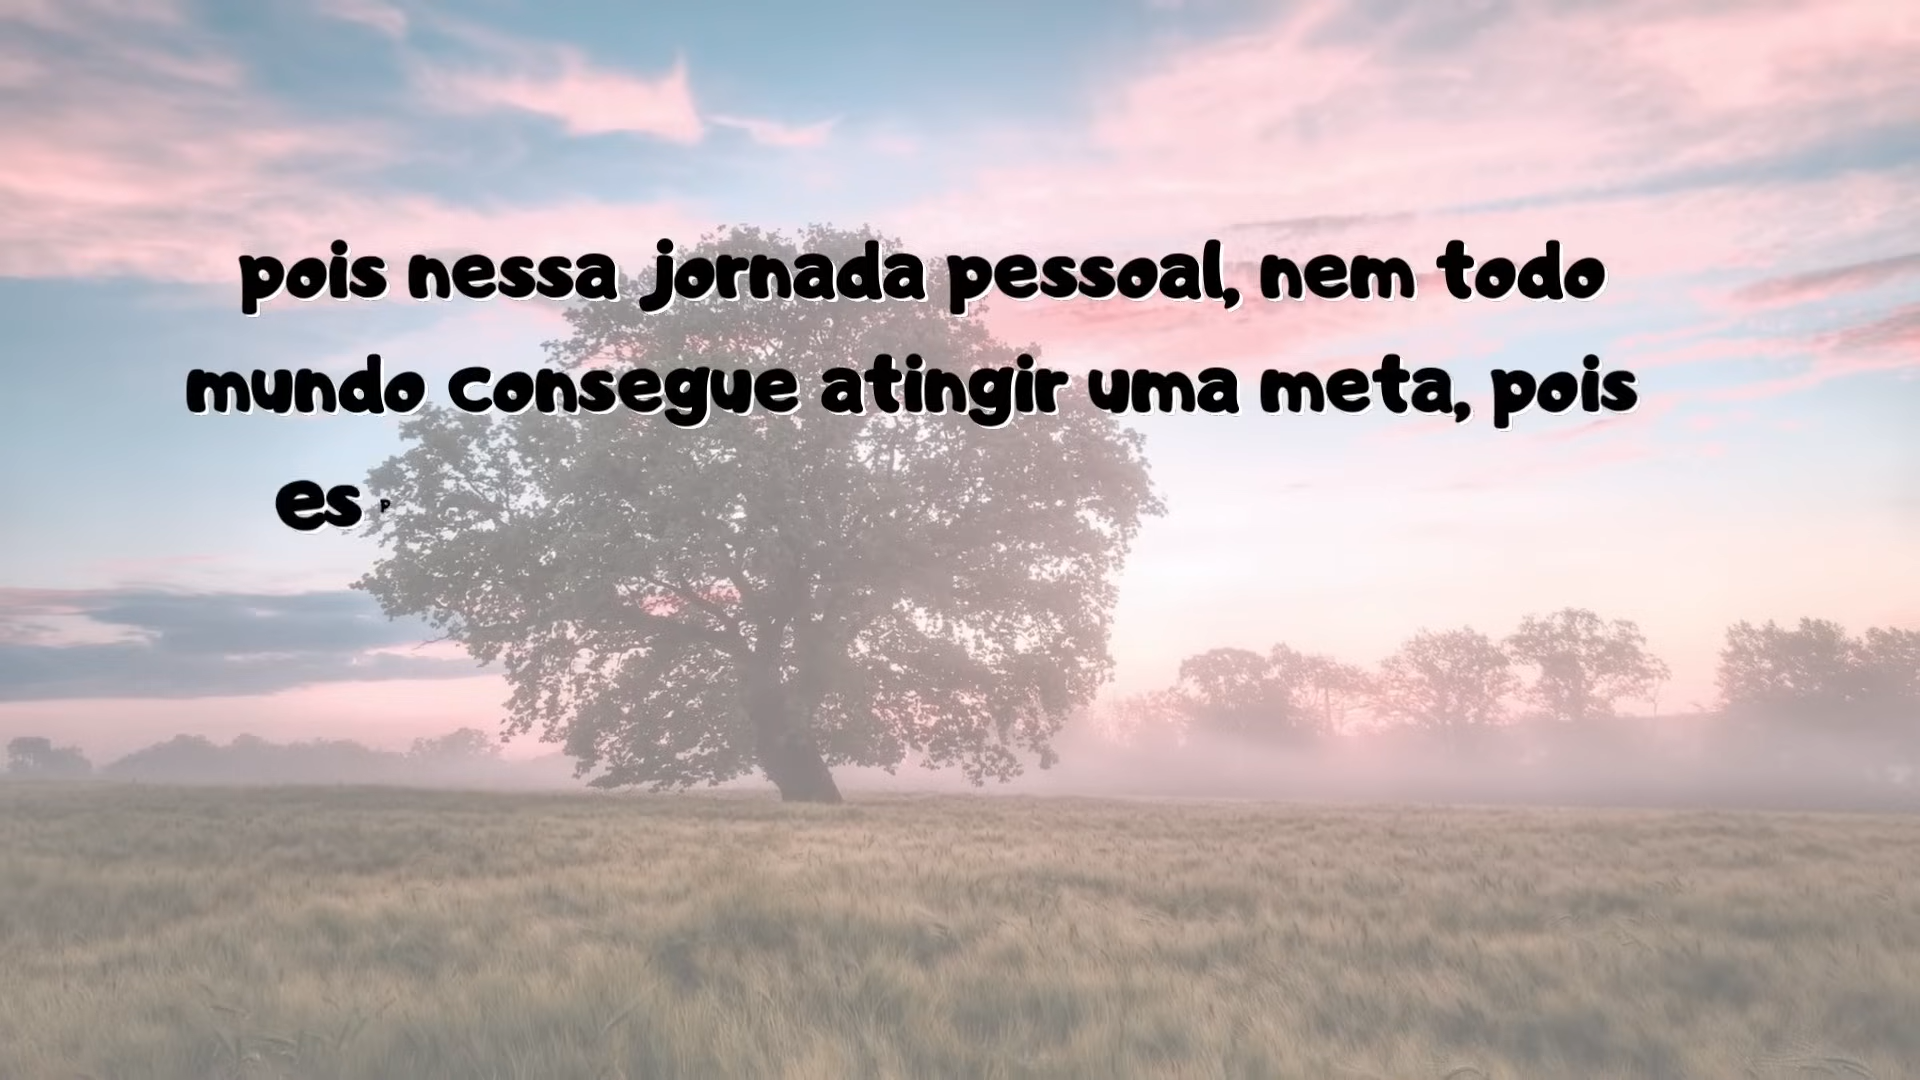 pois nessa jornada pessoal, nem todo
mundo consegue atingir uma meta, pois
es